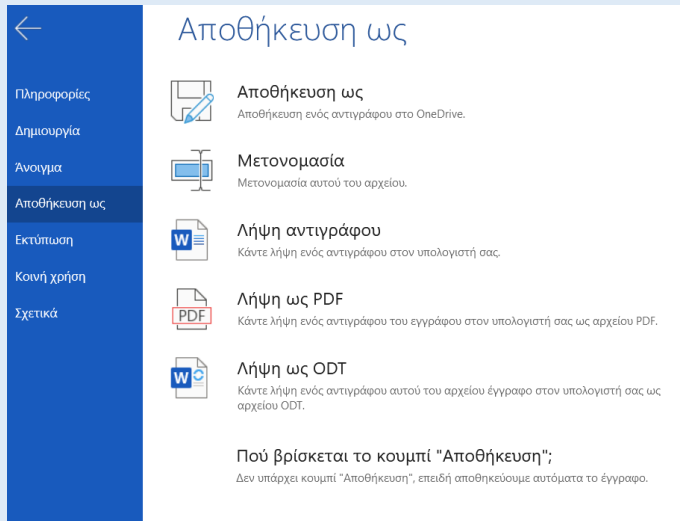 Αποθήκευση ως
Πληροφορίες
Δημιουργία
Άνοιγμα
Αποθήκευση ως
Εκτύπωση
Κοινή χρήση
Σχετικά
Αποθήκευση ως
Αποθήκευση ενός αντιγράφου στο OneDrive.
Μετονομασία
Μετονομασία αυτού του αρχείου.
W
Λήψη αντιγράφου
Κάντε λήψη ενός αντιγράφου στον υπολογιστή σας.
PDF
Λήψη ως PDF
Κάντε λήψη ενός αντιγράφου του εγγράφου στον υπολογιστή σας ως αρχείου PDF.
W
Λήψη ως ODT
Κάντε λήψη ενός αντιγράφου αυτού του αρχείου έγγραφο στον υπολογιστή σας ως
αρχείου ODT.
Πού βρίσκεται το κουμπί "Αποθήκευση";
Δεν υπάρχει κουμπί "Αποθήκευση", επειδή αποθηκεύουμε αυτόματα το έγγραφο.